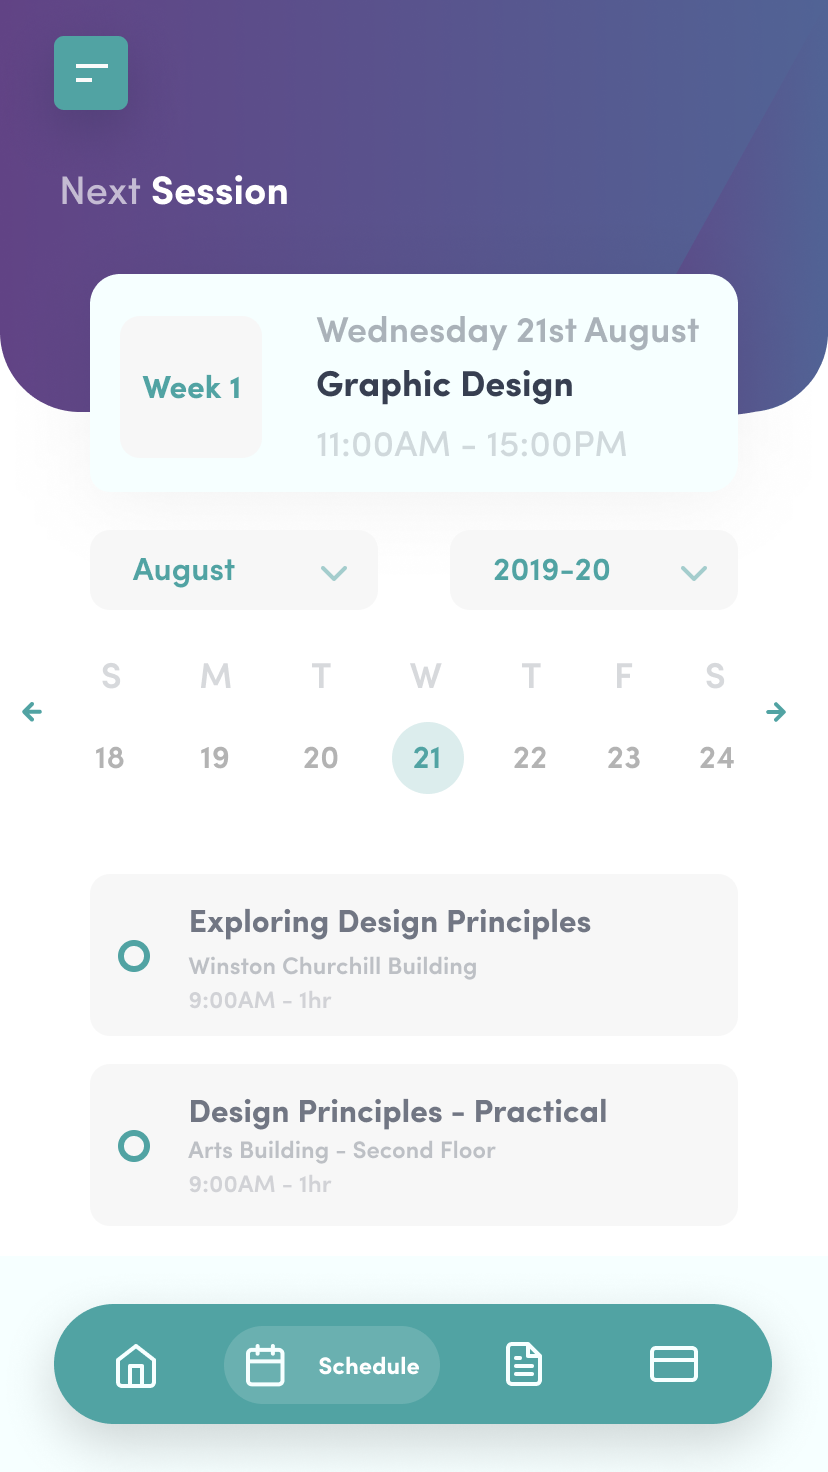 Next Session
Wednesday 21st August
Week 1
Graphic Design
11:00AM - 15:00PM
August
2019-20
S M T W T F S
18 19 20 21 22 23 24
Exploring Design Principles
Winston Churchill Building
9:00AM - 1hr
Design Principles - Practical
Arts Building - Second Floor
9:00AM - 1hr
Schedule